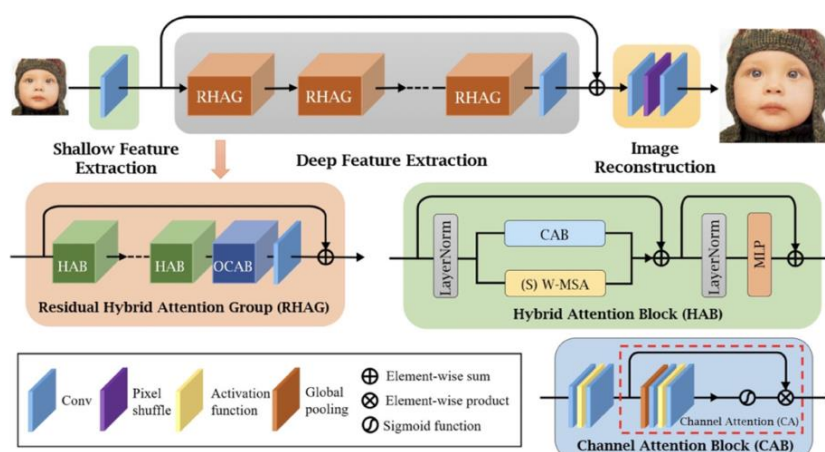 RHAG
RHAG
RHAG
Shallow Feature
Extraction
Deep Feature Extraction
Image
Reconstruction
HAB
HAB
OCAB
Residual Hybrid Attention Group (RHAG)
LayerNorm
CAB
(S) W-MSA
LayerNorm
MLP
Hybrid Attention Block (HAB)
Conv
Pixel
shuffle
Activation
function
Global
pooling
Element-wise sum
Element-wise product
Sigmoid function
Channel Attention (CA)
Channel Attention Block (CAB)